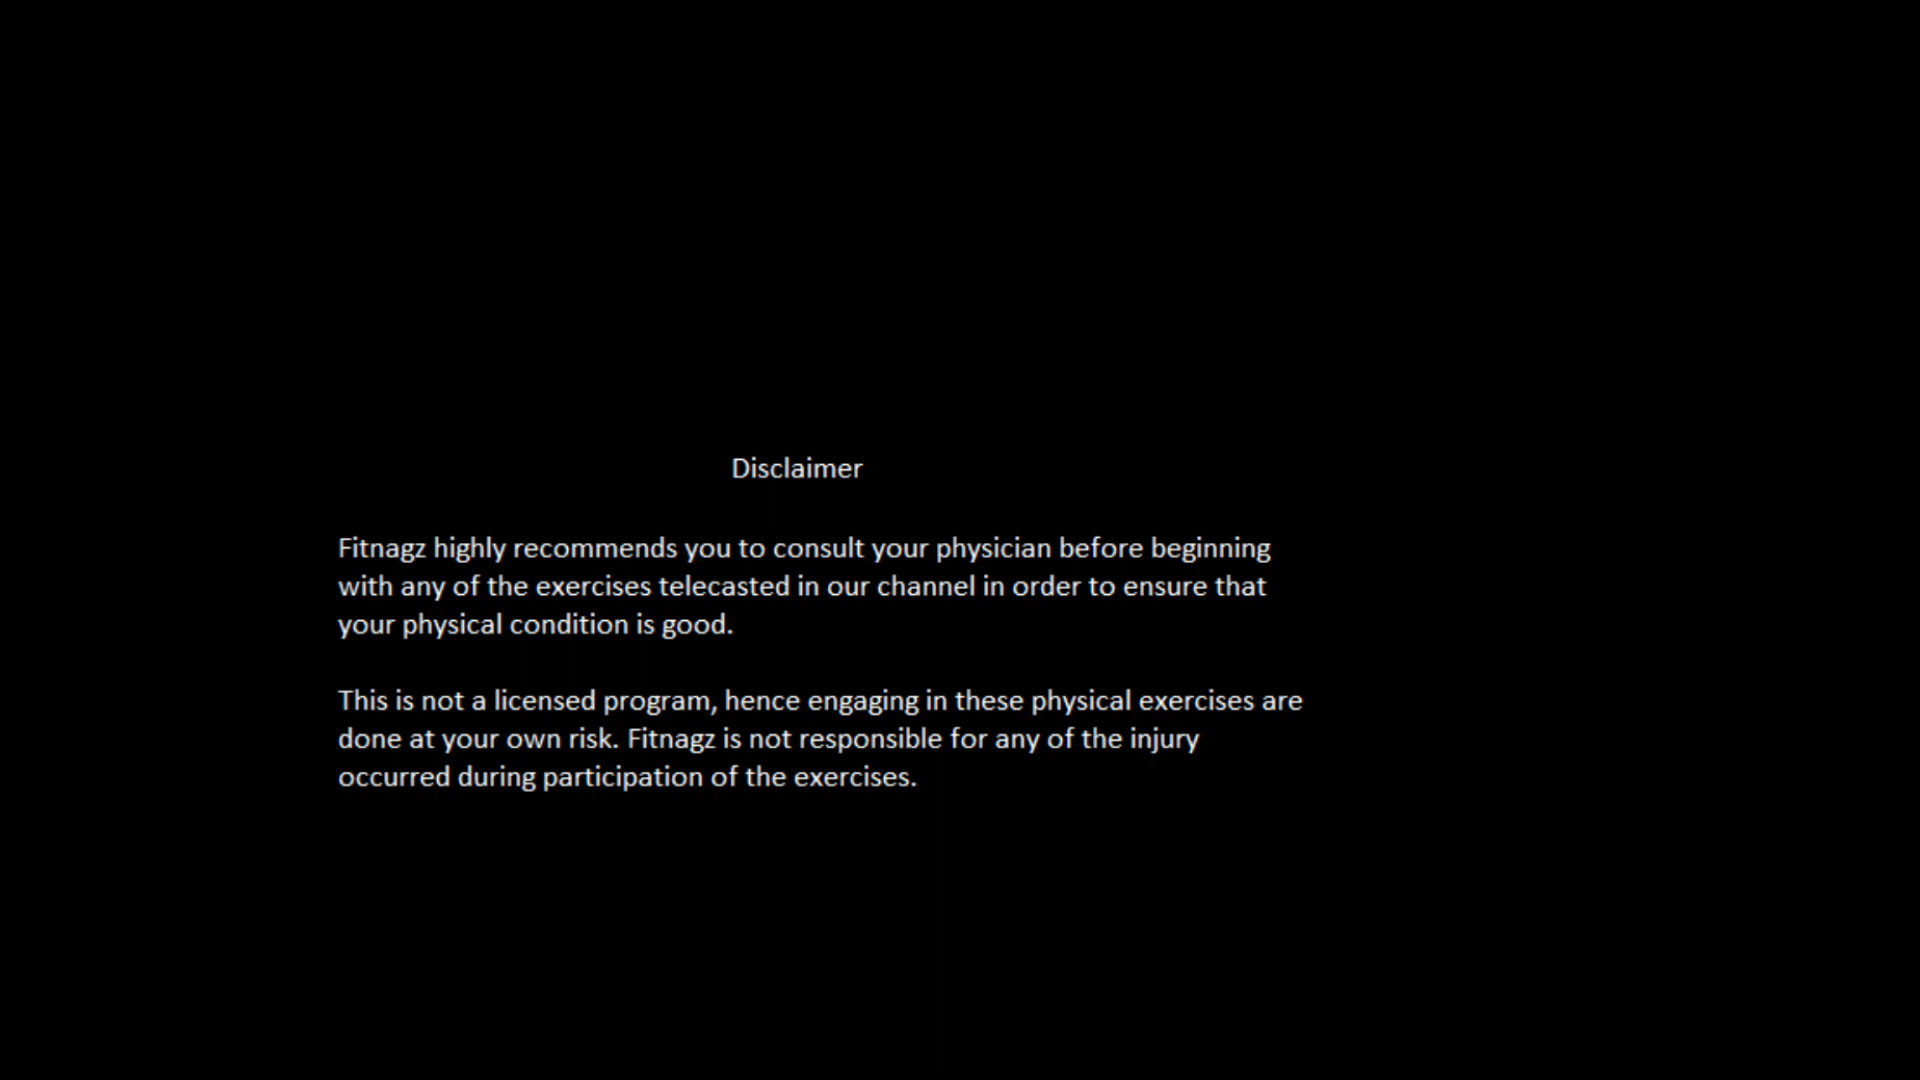 Disclaimer
Fitnagz highly recommends you to consult your physician before beginning
with any of the exercises telecasted in our channel in order to ensure that
your physical condition is good.
This is not a licensed program, hence engaging in these physical exercises are
done at your own risk. Fitnagz is not responsible for any of the injury
occurred during participation of the exercises.